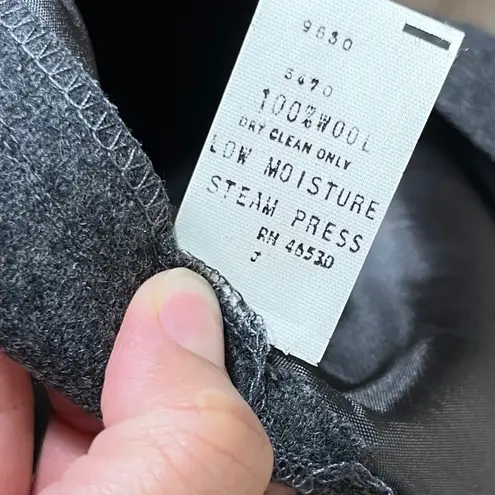 9630
3470
100% WOOL
DRY CLEAN ONLY
LOW MOISTURE
STEAM PRESS
RN 46530
J